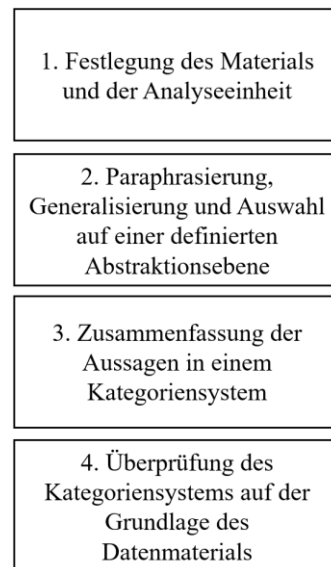 1. Festlegung des Materials
und der Analyseeinheit
2. Paraphrasierung,
Generalisierung und Auswahl
auf einer definierten
Abstraktionsebene
3. Zusammenfassung der
Aussagen in einem
Kategoriensystem
4. Überprüfung des
Kategoriensystems auf der
Grundlage des
Datenmaterials